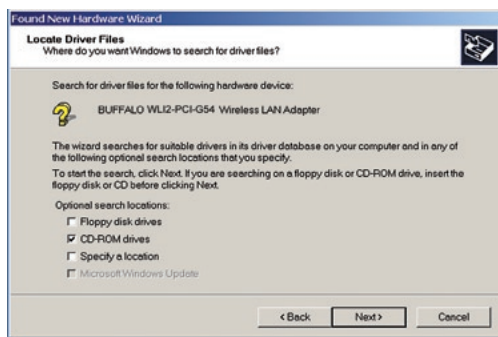 Found New Hardware Wizard
Locate Driver Files
Where do you want Windows to search for driver files?
Search for driver files for the following hardware device:
BUFFALO WLI2-PCI-G54 Wireless LAN Adapter
The wizard searches for suitable drivers in its driver database on your computer and in any of
the following optional search locations that you specify.
To start the search, click Next. If you are searching on a floppy disk or CD-ROM drive, insert the
floppy disk or CD before clicking Next.
Optional search locations:
Floppy disk drives
CD-ROM drives
Specify a location
Microsoft Windows Update
< Back
Next >
Cancel